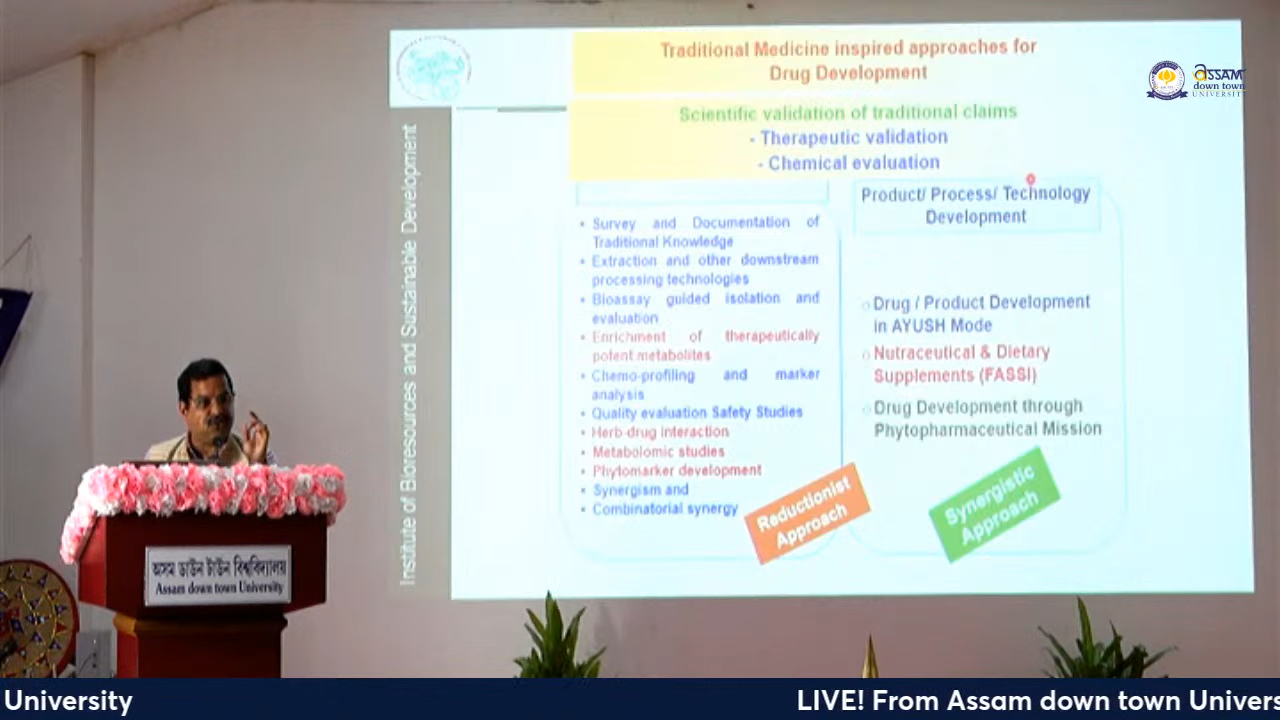 Traditional Medicine inspired approaches for
Drug Development
Scientific validation of traditional claims
- Therapeutic validation
- Chemical evaluation
assam
down town
UNIVERSITY
Institute of Bioresources and Sustainable Development
• Survey and Documentation of
Traditional Knowledge
• Extraction and other downstream
processing technologies
• Bioassay guided isolation and
evaluation
• Enrichment of therapeutically
potent metabolites
• Chemo-profiling and marker
analysis
• Quality evaluation Safety Studies
• Herb-drug interaction
• Metabolomic studies
• Phytomarker development
• Synergism and
• Combinatorial synergy
Reductionist
Approach
Product/ Process/ Technology
Development
○ Drug / Product Development
in AYUSH Mode
○ Nutraceutical & Dietary
Supplements (FASSI)
○ Drug Development through
Phytopharmaceutical Mission
Synergistic
Approach
অসম ডাউন টাউন বিশ্ববিদ্যালয়
Assam down town University
University
LIVE! From Assam down town Univers